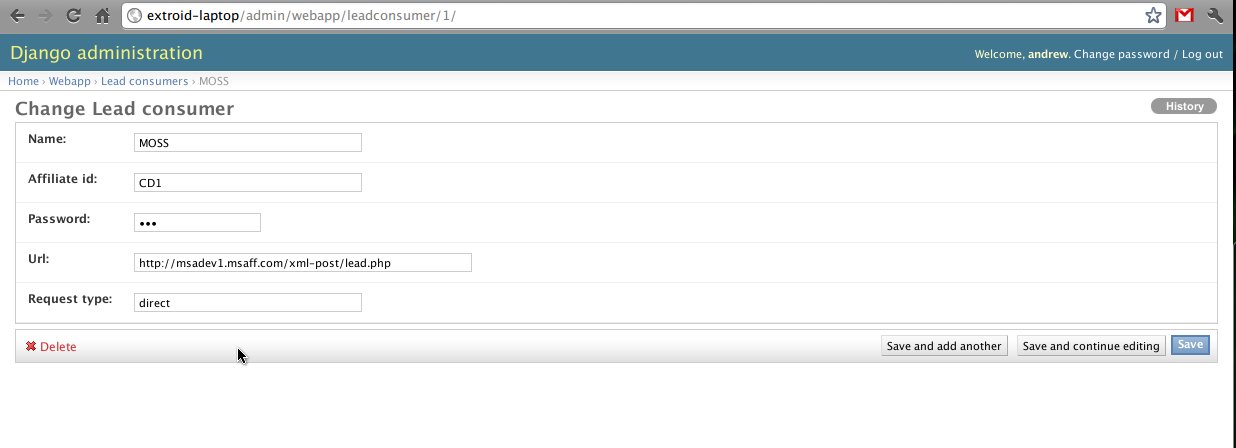 extroid-laptop/admin/webapp/leadconsumer/1/
Django administration
Welcome, andrew. Change password / Log out
Home › Webapp › Lead consumers › MOSS
Change Lead consumer
History
Name: MOSS
Affiliate id: CD1
Password: •••
Url: http://msadev1.msaff.com/xml-post/lead.php
Request type: direct
Delete
Save and add another
Save and continue editing
Save